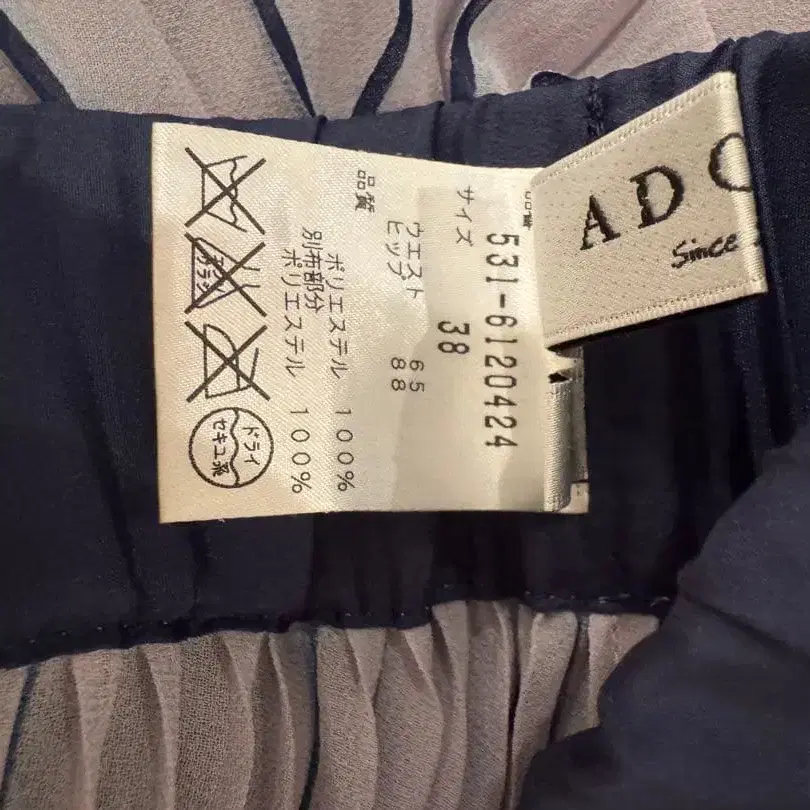 AD
Since
品番 531-6120424
サイズ 38
ウエスト 65
ヒップ 88
品質
ポリエステル 100%
別布部分
ポリエステル 100%
ドライ
セキユ系